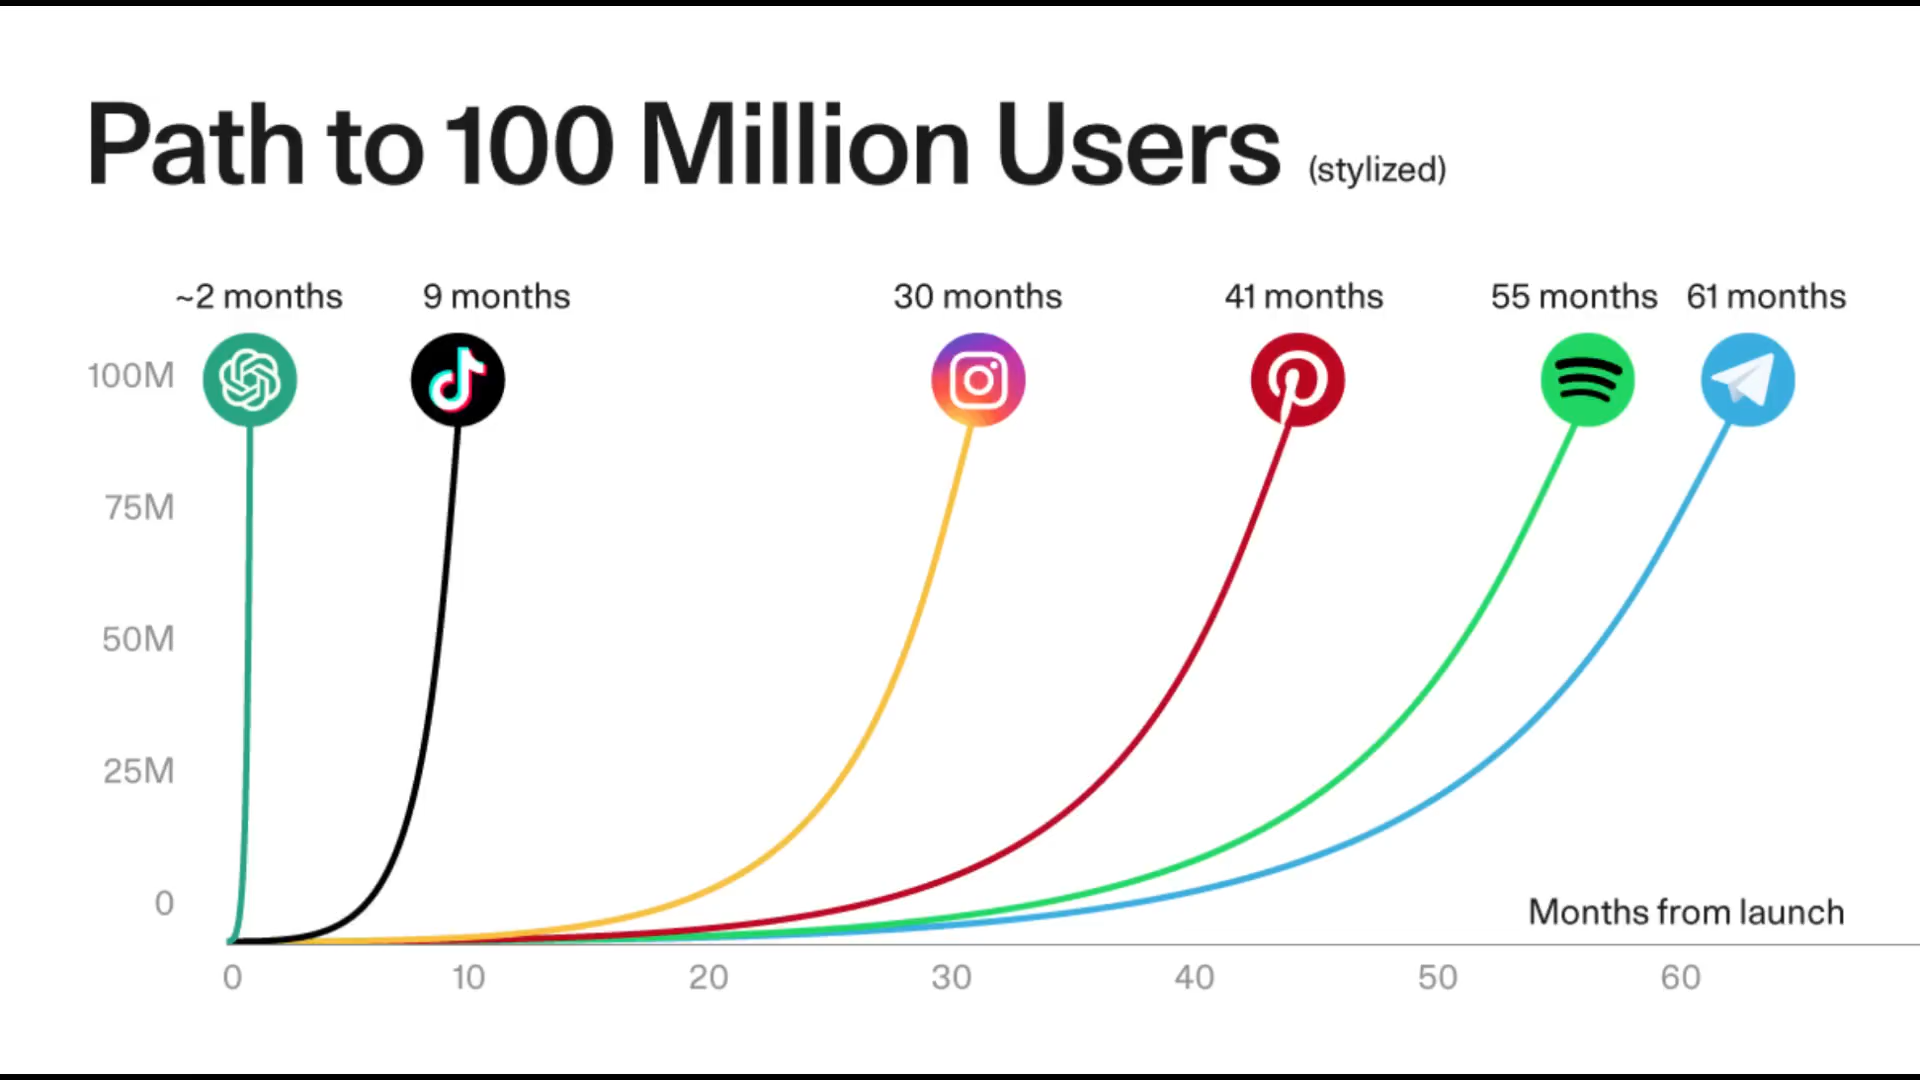 Path to 100 Million Users (stylized)
~2 months 9 months 30 months 41 months 55 months 61 months
100M
75M
50M
25M
0
Months from launch
0 10 20 30 40 50 60